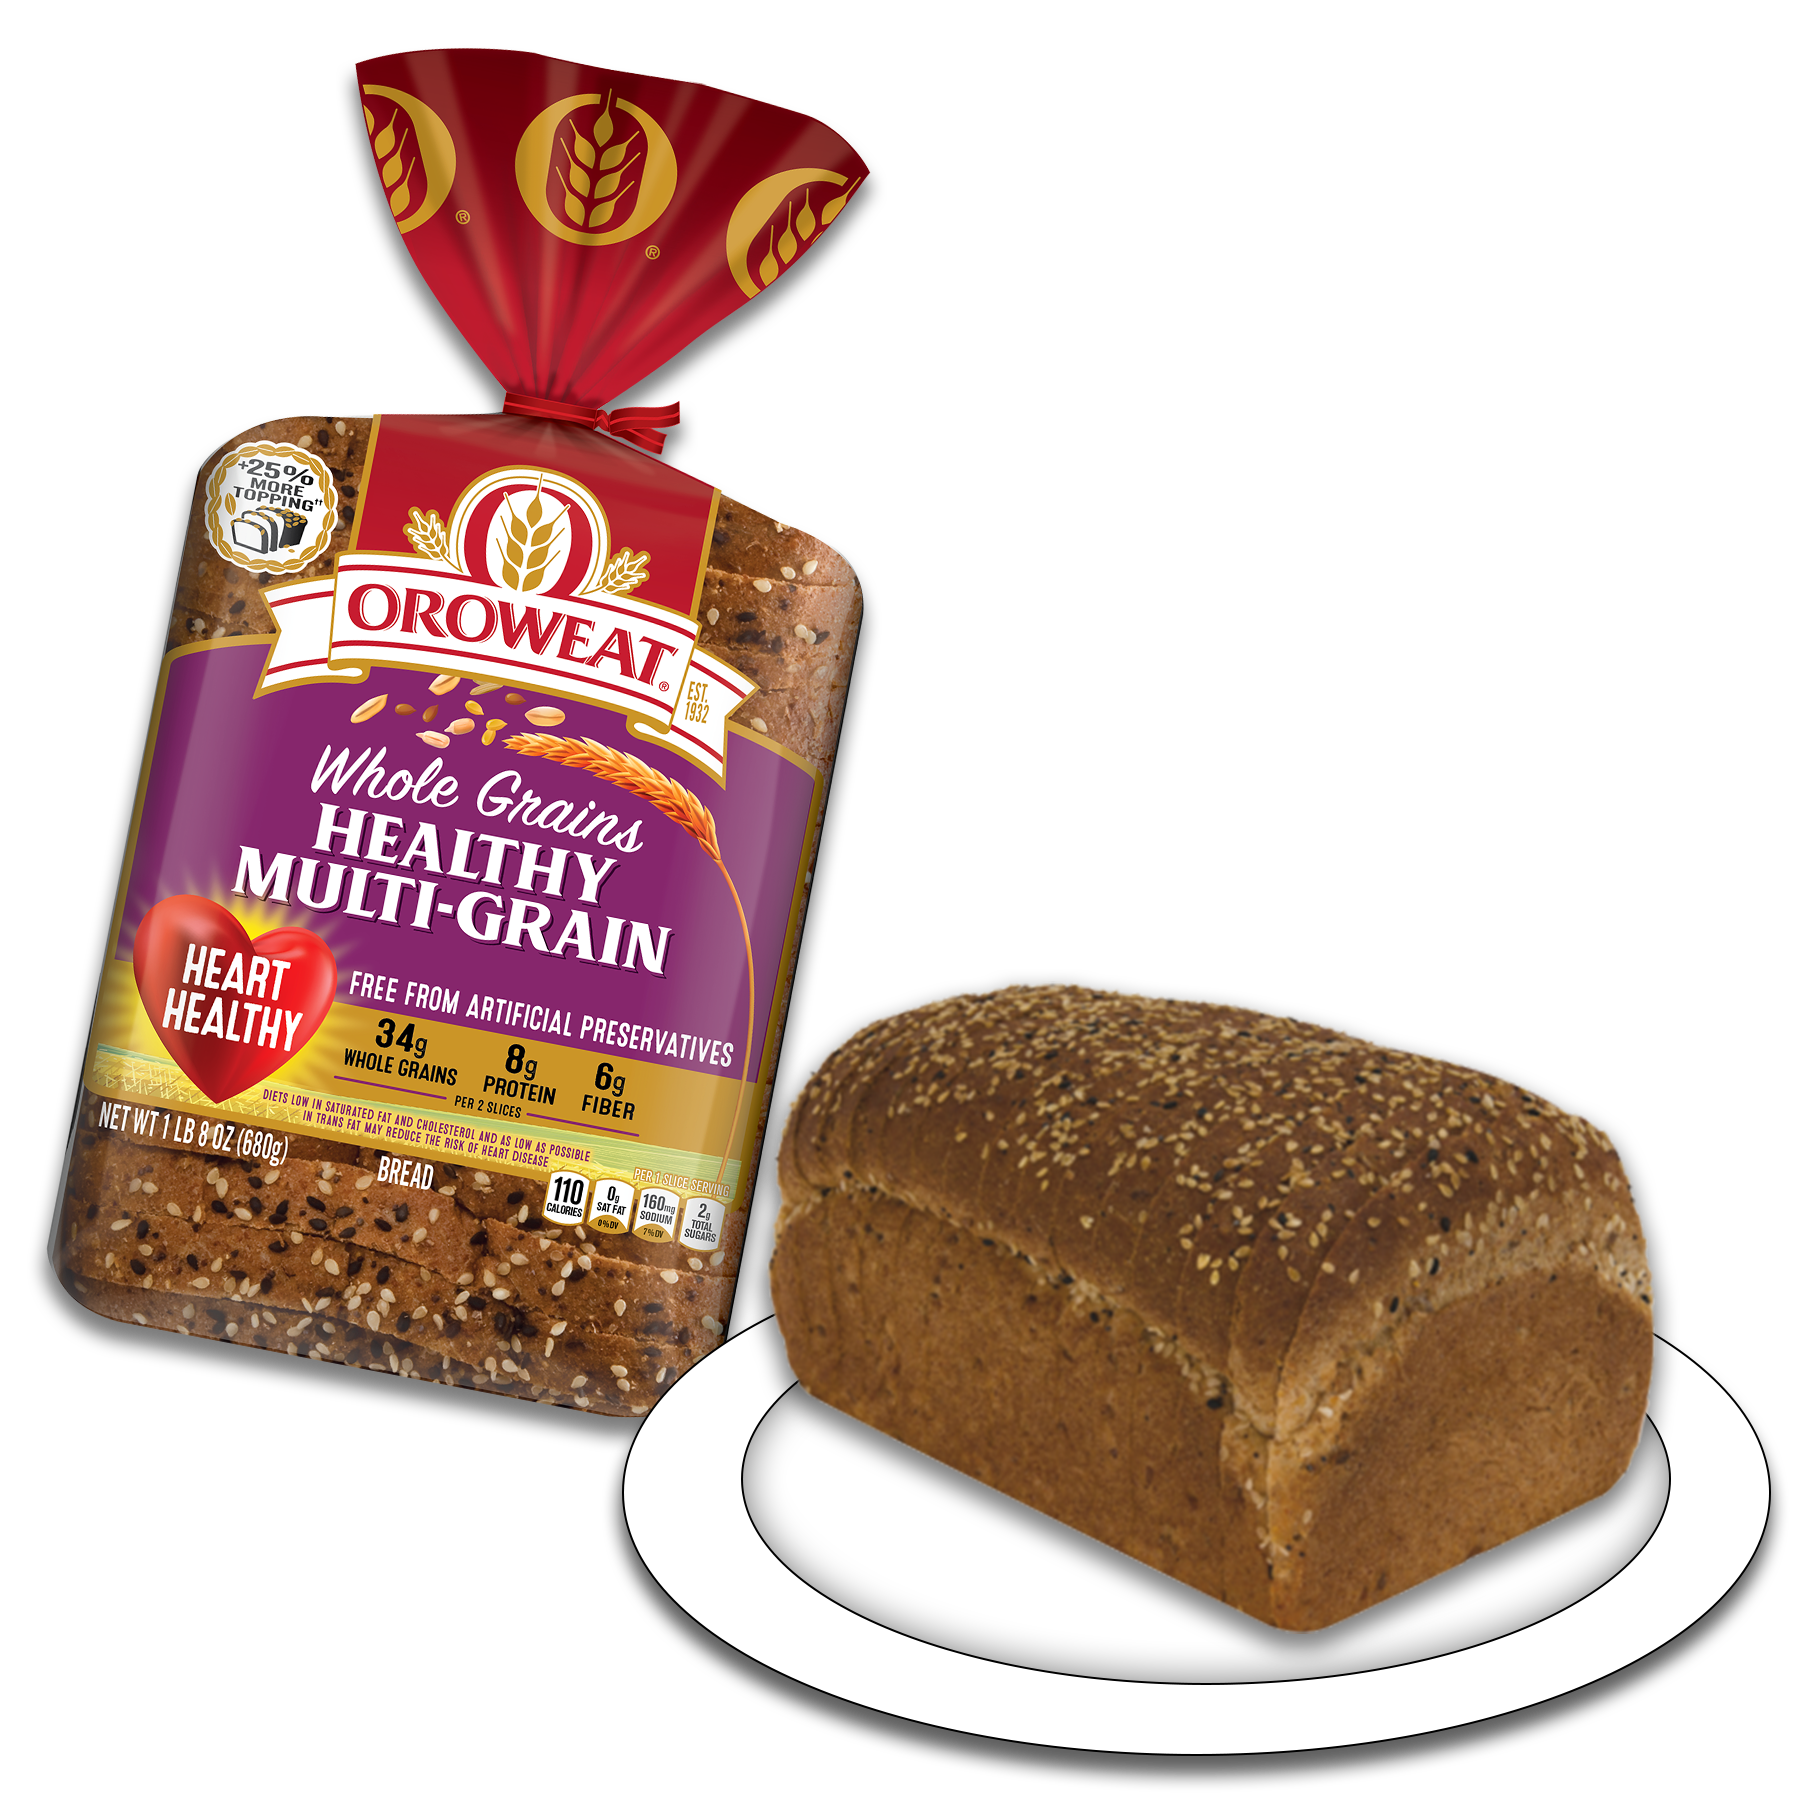 ®
®
+25%
MORE
TOPPING††
OROWEAT®
EST.
1932
Whole Grains
HEALTHY
MULTI-GRAIN
HEART
HEALTHY
FREE FROM ARTIFICIAL PRESERVATIVES
34g
WHOLE GRAINS
8g
PROTEIN
6g
FIBER
PER 2 SLICES
DIETS LOW IN SATURATED FAT AND CHOLESTEROL AND AS LOW AS POSSIBLE
IN TRANS FAT MAY REDUCE THE RISK OF HEART DISEASE
NET WT 1 LB 8 OZ (680g)
BREAD
PER 1 SLICE SERVING
110
CALORIES
0g
SAT FAT
0% DV
160mg
SODIUM
7% DV
2g
TOTAL
SUGARS